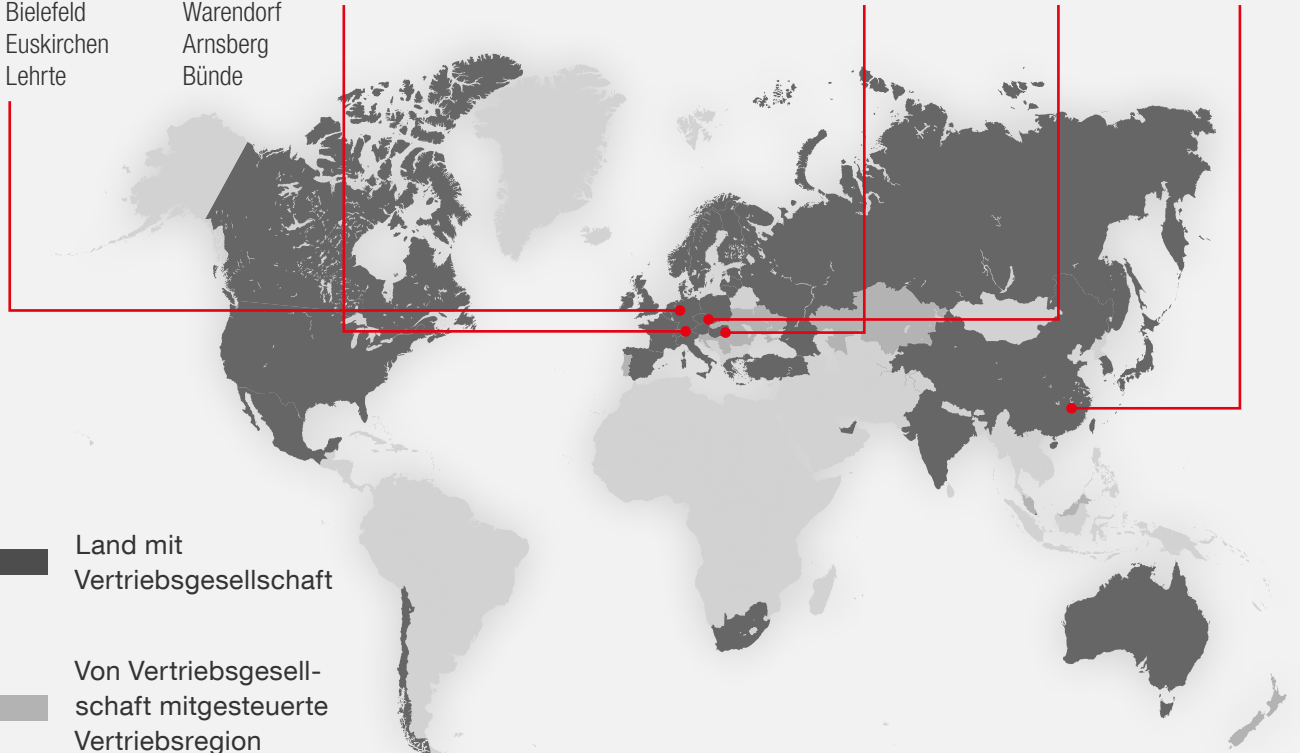 Bielefeld
Euskirchen
Lehrte
Warendorf
Arnsberg
Bünde
Land mit
Vertriebsgesellschaft
Von Vertriebsgesell-
schaft mitgesteuerte
Vertriebsregion